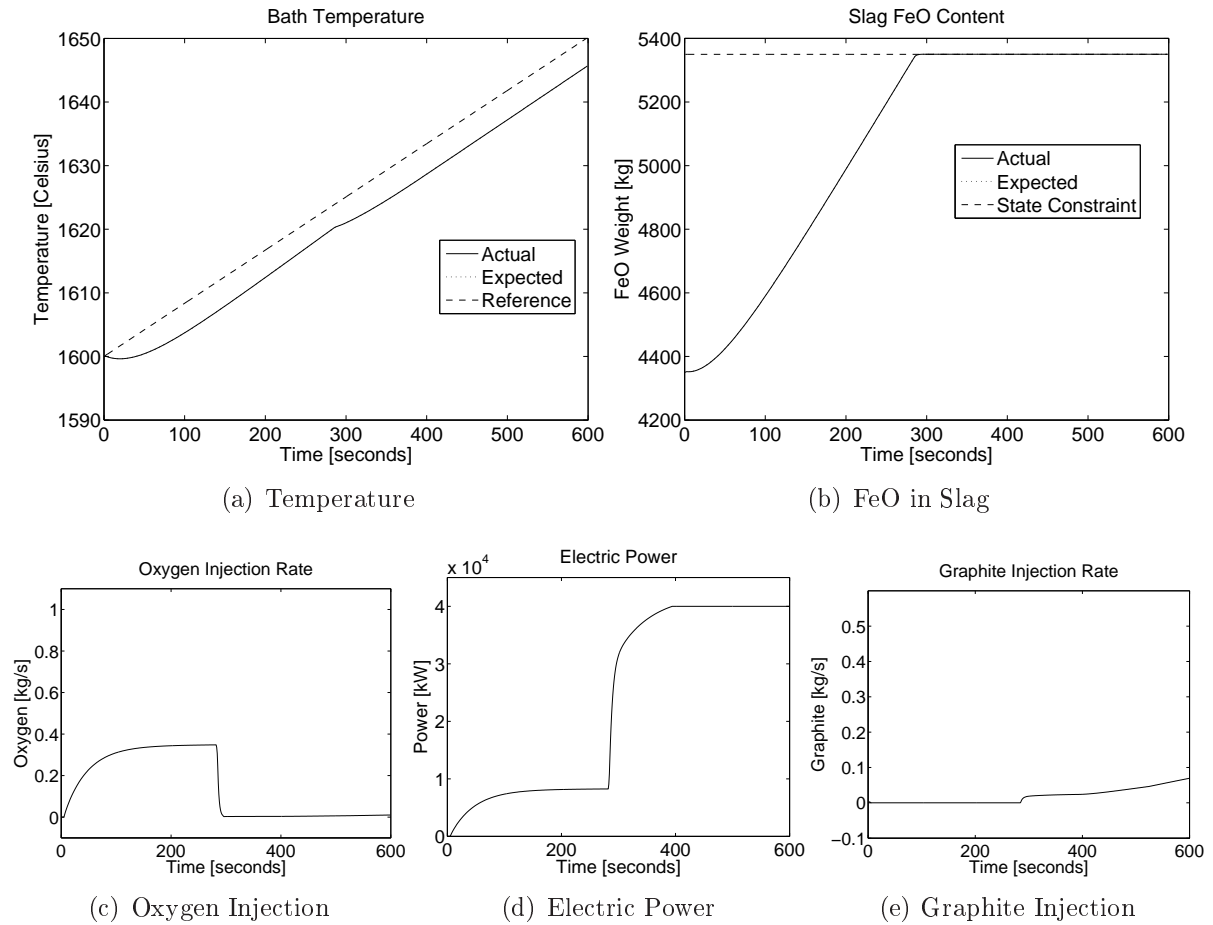 Bath Temperature
1650
1640
1630
1620
1610
1600
1590
Temperature [Celsius]
Actual
Expected
Reference
0 100 200 300 400 500 600
Time [seconds]
(a) Temperature
Slag FeO Content
5400
5200
5000
4800
4600
4400
4200
FeO Weight [kg]
Actual
Expected
State Constraint
0 100 200 300 400 500 600
Time [seconds]
(b) FeO in Slag
Oxygen Injection Rate
1
0.8
0.6
0.4
0.2
0
Oxygen [kg/s]
0 200 400 600
Time [seconds]
(c) Oxygen Injection
Electric Power
x 10^4
4
3
2
1
0
Power [kW]
0 200 400 600
Time [seconds]
(d) Electric Power
Graphite Injection Rate
0.5
0.4
0.3
0.2
0.1
0
−0.1
Graphite [kg/s]
0 200 400 600
Time [seconds]
(e) Graphite Injection